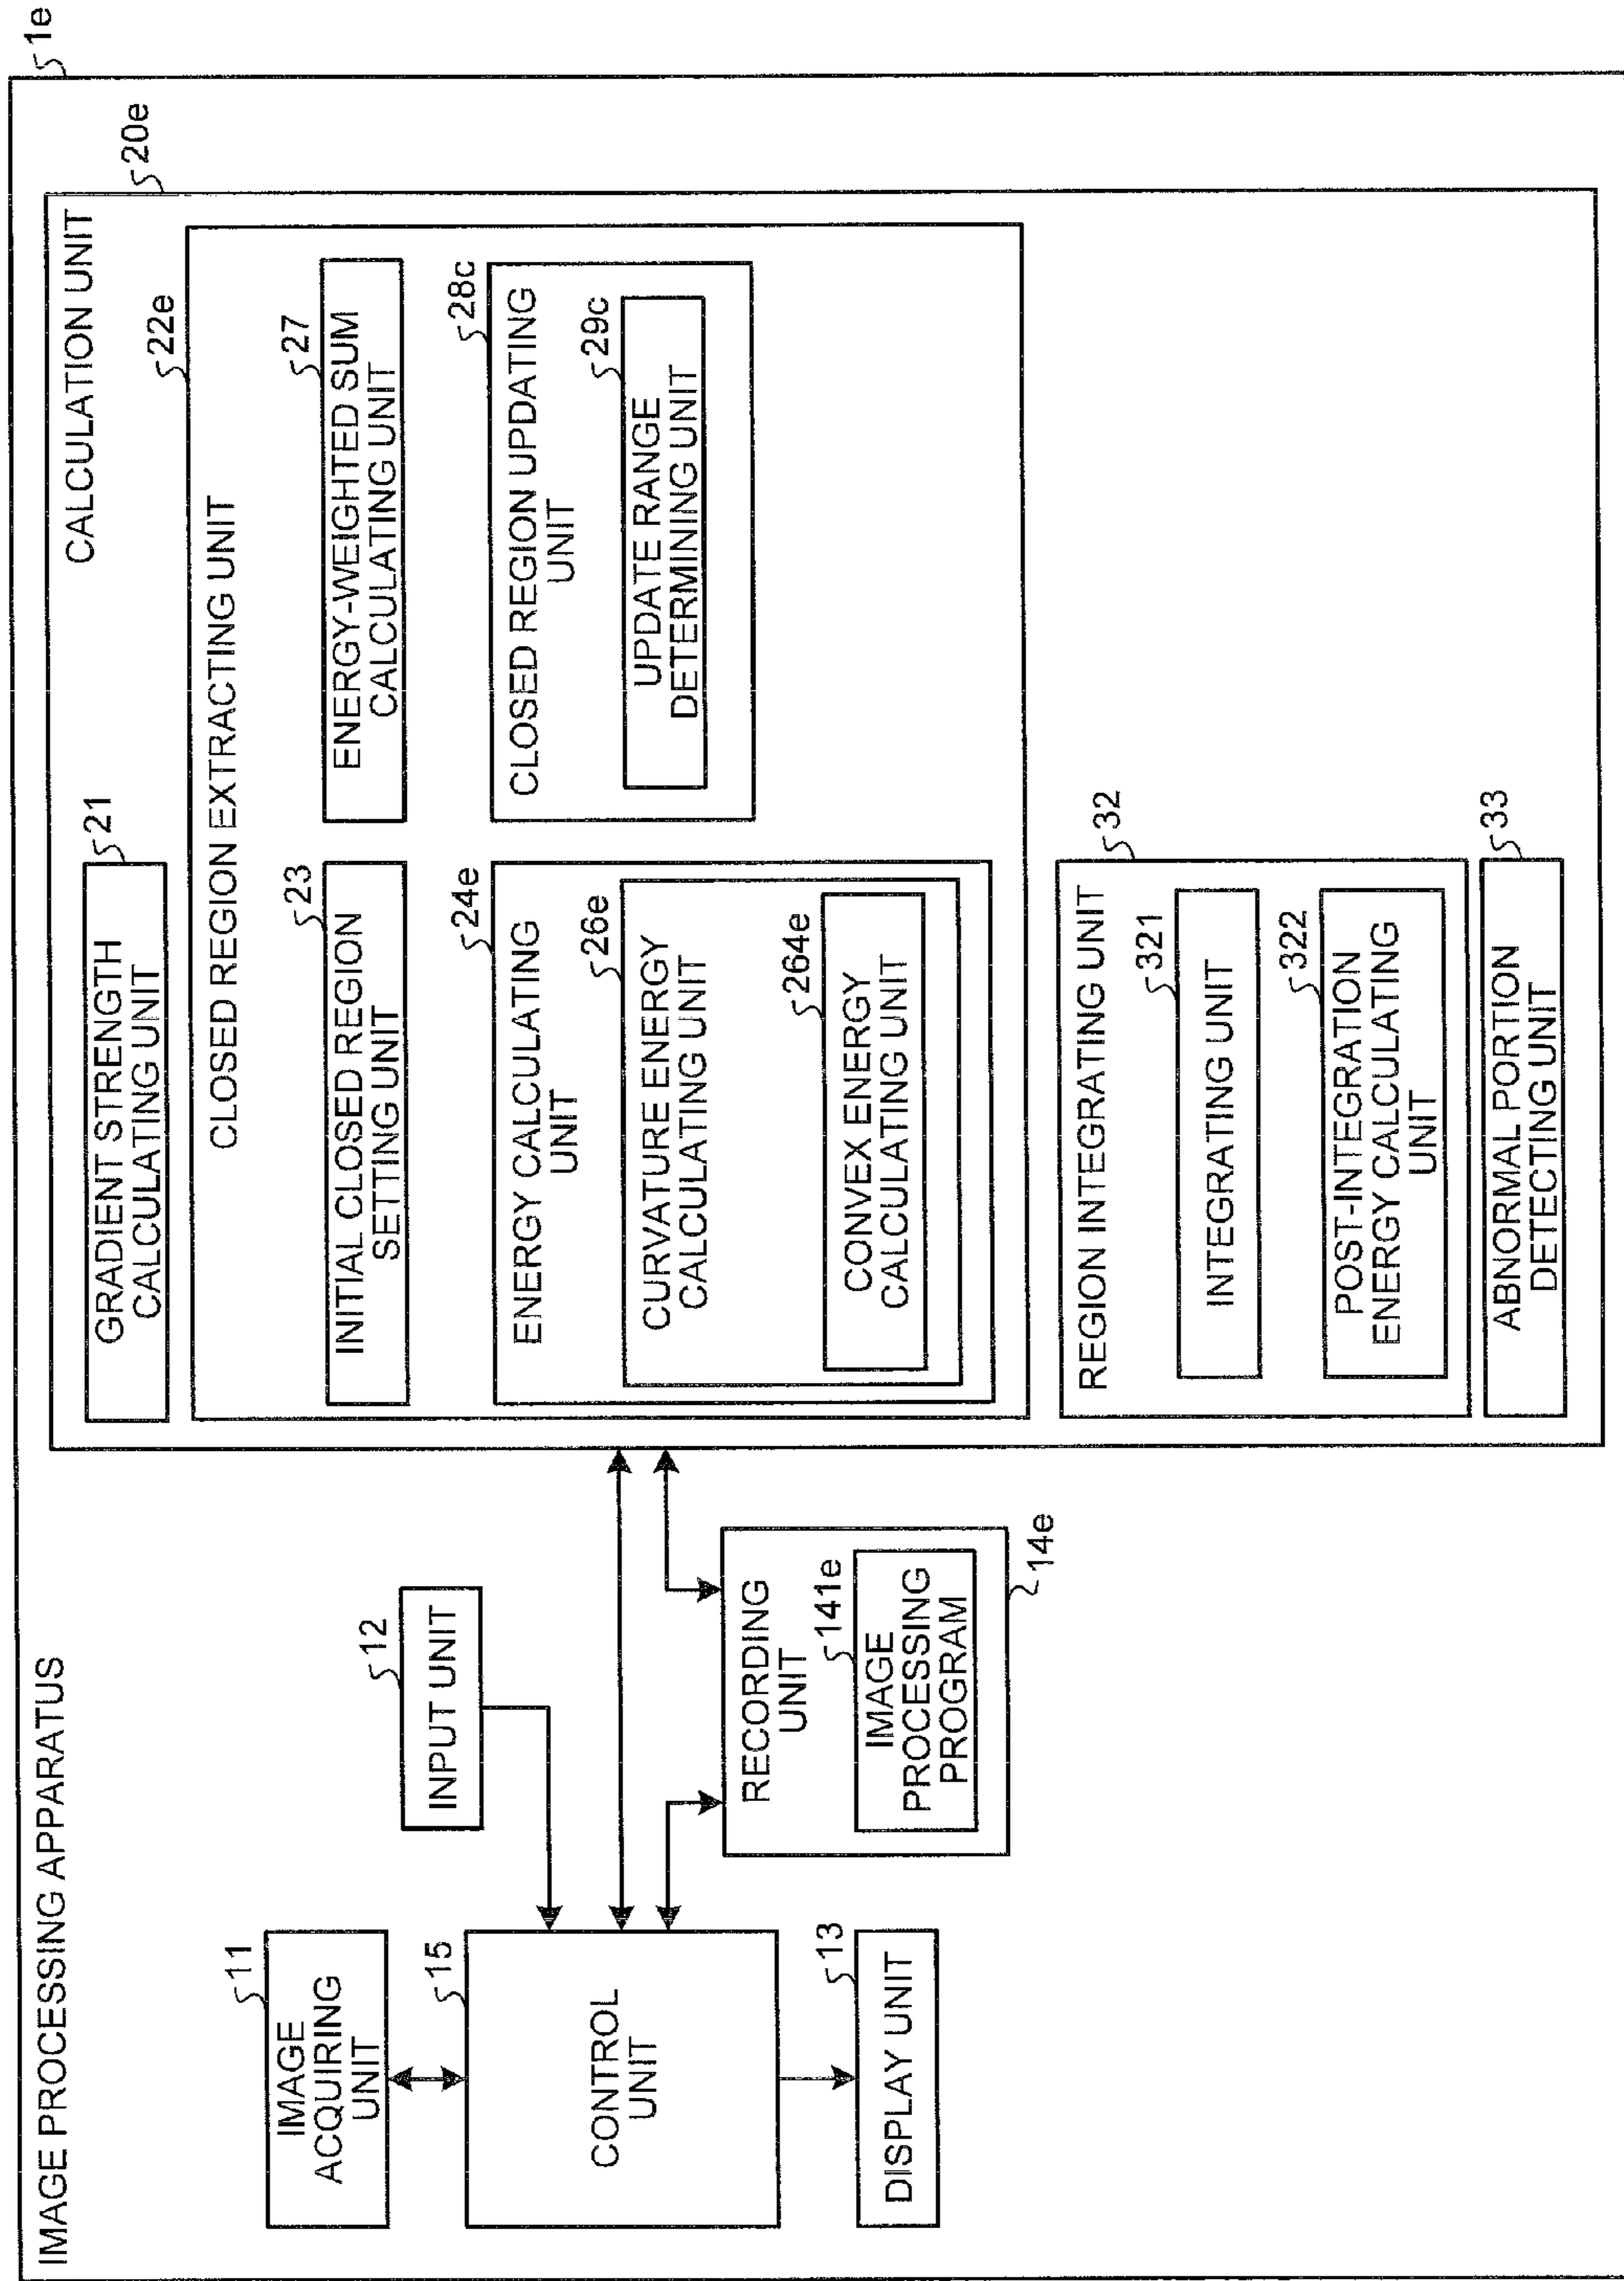 IMAGE PROCESSING APPARATUS
1e
11
IMAGE
ACQUIRING
UNIT
15
CONTROL
UNIT
13
DISPLAY UNIT
12
INPUT UNIT
RECORDING
UNIT
141e
IMAGE
PROCESSING
PROGRAM
14e
CALCULATION UNIT
20e
21
GRADIENT STRENGTH
CALCULATING UNIT
22e
CLOSED REGION EXTRACTING UNIT
23
INITIAL CLOSED REGION
SETTING UNIT
27
ENERGY-WEIGHTED SUM
CALCULATING UNIT
24e
ENERGY CALCULATING
UNIT
26e
CURVATURE ENERGY
CALCULATING UNIT
264e
CONVEX ENERGY
CALCULATING UNIT
28c
CLOSED REGION UPDATING
UNIT
29c
UPDATE RANGE
DETERMINING UNIT
32
REGION INTEGRATING UNIT
321
INTEGRATING UNIT
322
POST-INTEGRATION
ENERGY CALCULATING
UNIT
33
ABNORMAL PORTION
DETECTING UNIT